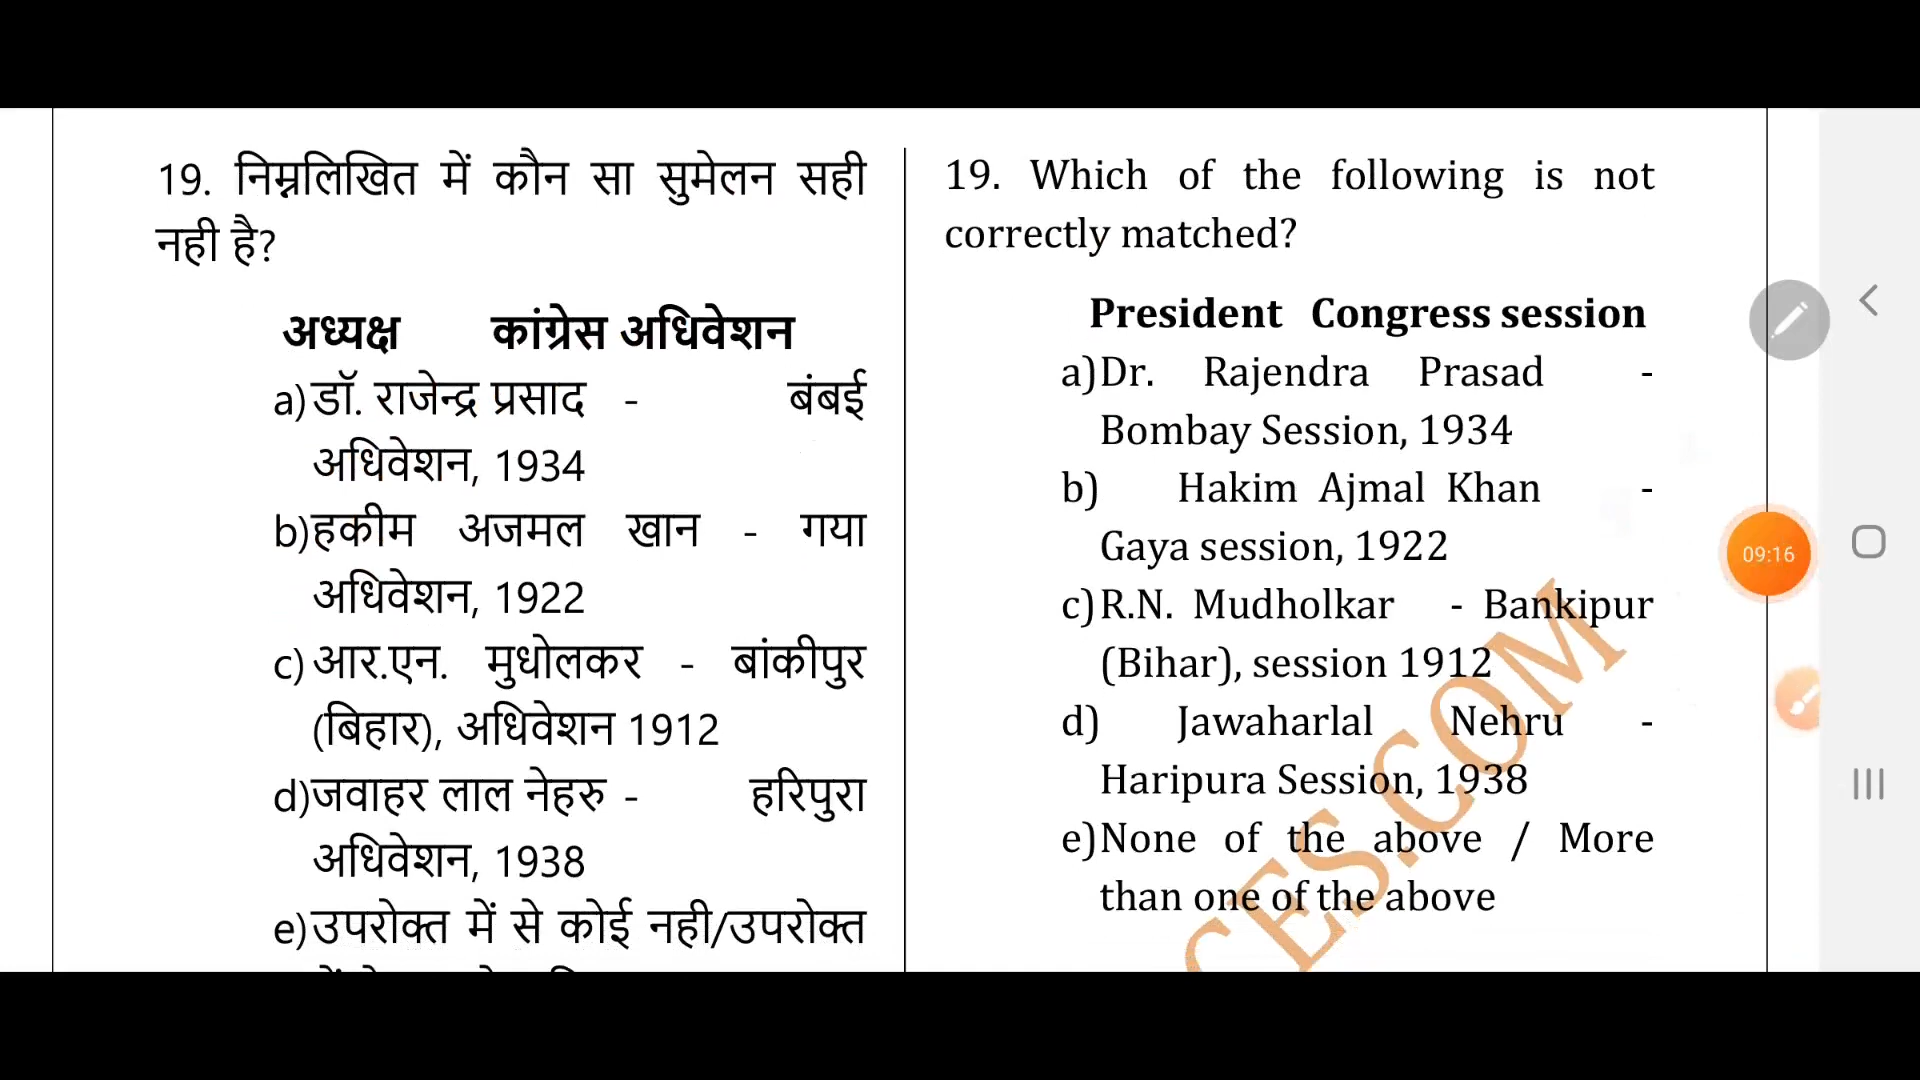 19. निम्नलिखित में कौन सा सुमेलन सही
नही है?
अध्यक्ष कांग्रेस अधिवेशन
a) डॉ. राजेन्द्र प्रसाद - बंबई
अधिवेशन, 1934
b) हकीम अजमल खान - गया
अधिवेशन, 1922
c) आर.एन. मुधोलकर - बांकीपुर
(बिहार), अधिवेशन 1912
d) जवाहर लाल नेहरु - हरिपुरा
अधिवेशन, 1938
e) उपरोक्त में से कोई नही/उपरोक्त
19. Which of the following is not
correctly matched?
President Congress session
a) Dr. Rajendra Prasad -
Bombay Session, 1934
b) Hakim Ajmal Khan -
Gaya session, 1922
c) R.N. Mudholkar - Bankipur
(Bihar), session 1912
d) Jawaharlal Nehru -
Haripura Session, 1938
e) None of the above / More
than one of the above
CES.COM
09:16